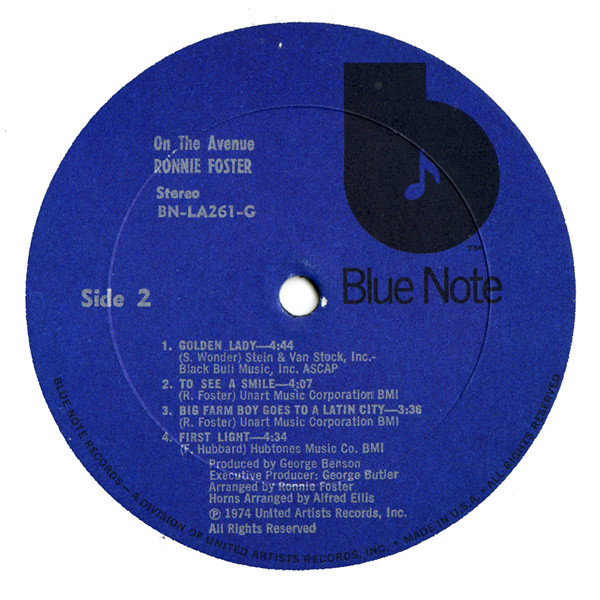 On The Avenue
RONNIE FOSTER
Stereo
BN-LA261-G
b
TM
Blue Note
Side 2
1. GOLDEN LADY—4:44
(S. Wonder) Stein & Van Stock, Inc.-
Black Bull Music, Inc. ASCAP
2. TO SEE A SMILE—4:07
(R. Foster) Unart Music Corporation BMI
3. BIG FARM BOY GOES TO A LATIN CITY—3:36
(R. Foster) Unart Music Corporation BMI
4. FIRST LIGHT—4:34
(F. Hubbard) Hubtones Music Co. BMI
Produced by George Benson
Executive Producer: George Butler
Arranged by Ronnie Foster
Horns Arranged by Alfred Ellis
℗ 1974 United Artists Records, Inc.
All Rights Reserved
BLUE NOTE RECORDS – A DIVISION OF UNITED ARTISTS RECORDS, INC. • MADE IN U.S.A. • ALL RIGHTS RESERVED